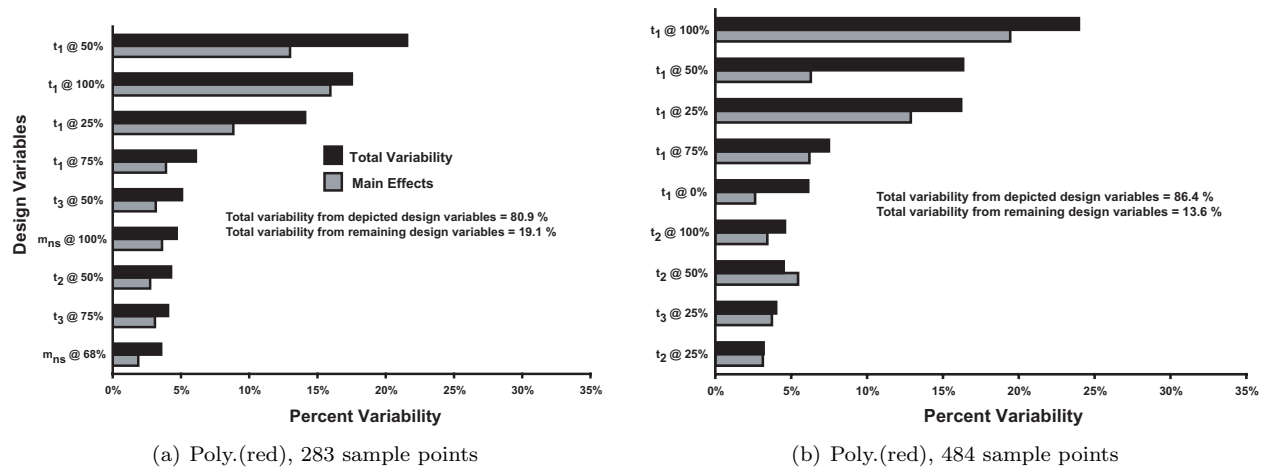 Design Variables
t1 @ 50%
t1 @ 100%
t1 @ 25%
t1 @ 75%
t3 @ 50%
mns @ 100%
t2 @ 50%
t3 @ 75%
mns @ 68%
Total Variability
Main Effects
Total variability from depicted design variables = 80.9 %
Total variability from remaining design variables = 19.1 %
0% 5% 10% 15% 20% 25% 30% 35%
Percent Variability
(a) Poly.(red), 283 sample points
t1 @ 100%
t1 @ 50%
t1 @ 25%
t1 @ 75%
t1 @ 0%
t2 @ 100%
t2 @ 50%
t3 @ 25%
t2 @ 25%
Total variability from depicted design variables = 86.4 %
Total variability from remaining design variables = 13.6 %
0% 5% 10% 15% 20% 25% 30% 35%
Percent Variability
(b) Poly.(red), 484 sample points